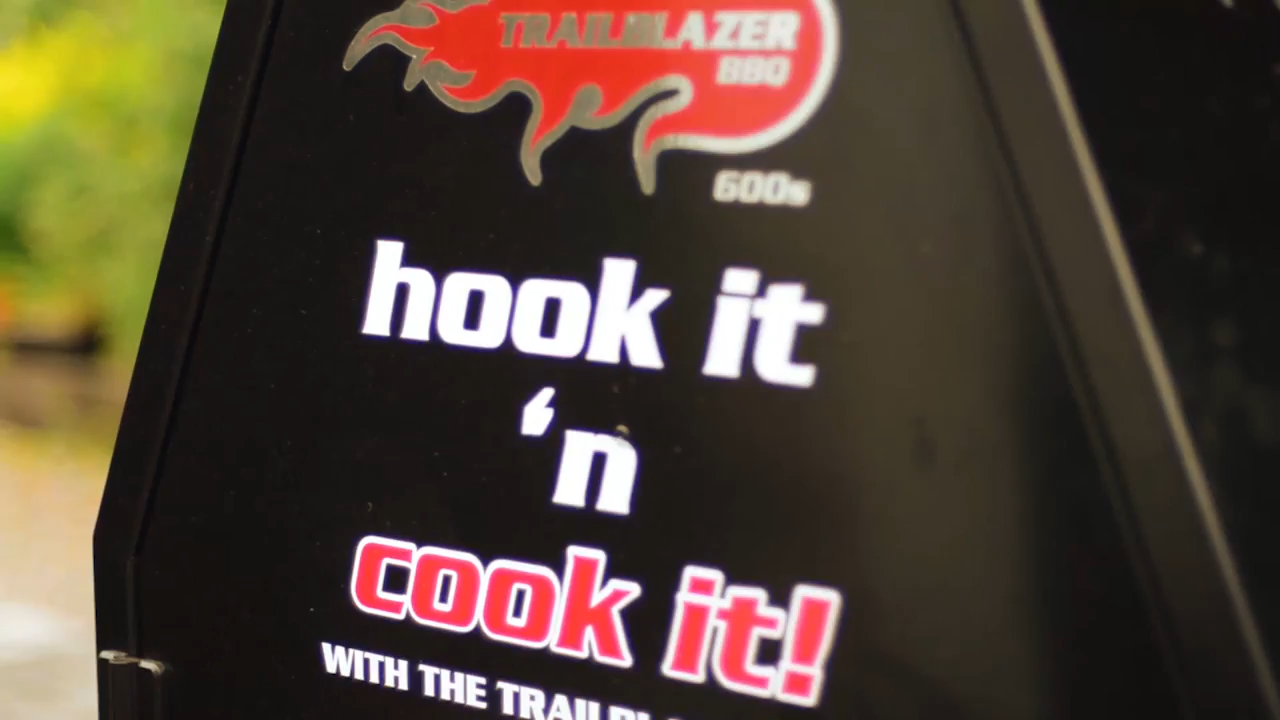 TRAILBLAZER
BBQ
600s
hook it
‘n
cook it!
WITH THE